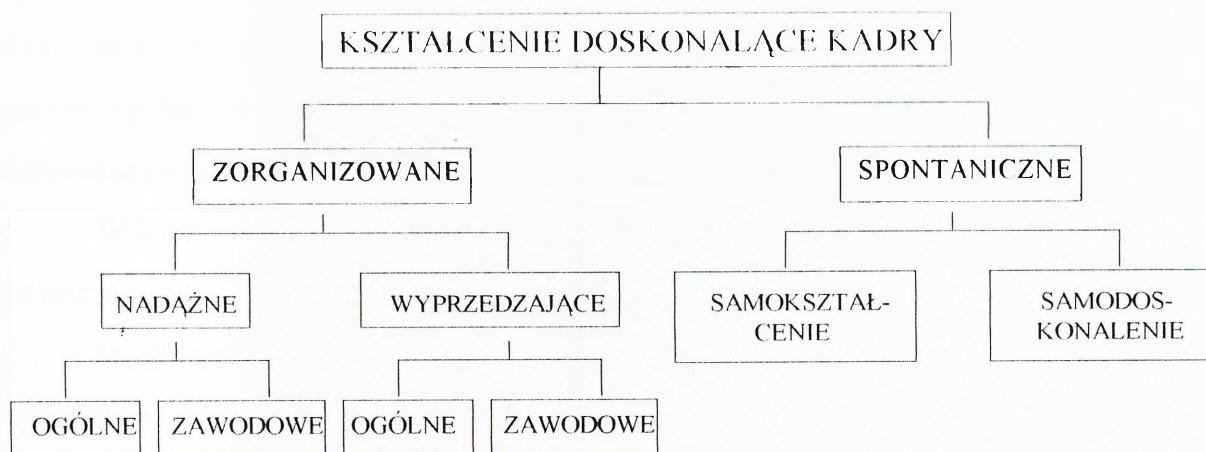 KSZTAŁCENIE DOSKONALĄCE KADRY
ZORGANIZOWANE
SPONTANICZNE
NADĄŻNE
WYPRZEDZAJĄCE
SAMOKSZTAŁ-
CENIE
SAMODOS-
KONALENIE
OGÓLNE
ZAWODOWE
OGÓLNE
ZAWODOWE